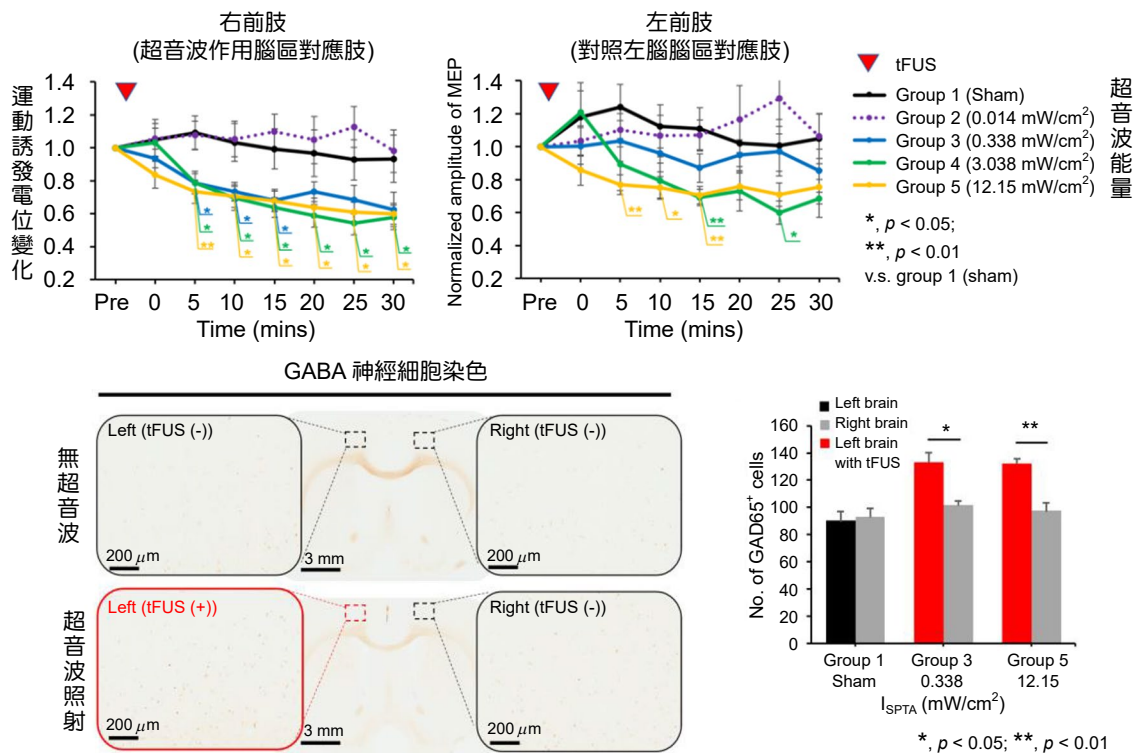 右前肢
(超音波作用腦區對應肢)
運動誘發電位變化
1.4
1.2
1.0
0.8
0.6
0.4
0.2
*
*
**
*
*
*
*
*
*
*
*
*
*
*
*
Pre 0 5 10 15 20 25 30
Time (mins)
左前肢
(對照左腦腦區對應肢)
Normalized amplitude of MEP
1.4
1.2
1.0
0.8
0.6
0.4
0.2
**
*
**
**
*
Pre 0 5 10 15 20 25 30
Time (mins)
tFUS
Group 1 (Sham)
Group 2 (0.014 mW/cm²)
Group 3 (0.338 mW/cm²)
Group 4 (3.038 mW/cm²)
Group 5 (12.15 mW/cm²)
超音波能量
*, p < 0.05;
**, p < 0.01
v.s. group 1 (sham)
GABA 神經細胞染色
無超音波
Left (tFUS (-))
200 μm
3 mm
Right (tFUS (-))
200 μm
超音波照射
Left (tFUS (+))
200 μm
3 mm
Right (tFUS (-))
200 μm
Left brain
Right brain
Left brain
with tFUS
* **
No. of GAD65⁺ cells
160
140
120
100
80
60
40
20
0
Group 1 Group 3 Group 5
Sham 0.338 12.15
I_SPTA (mW/cm²)
*, p < 0.05; **, p < 0.01